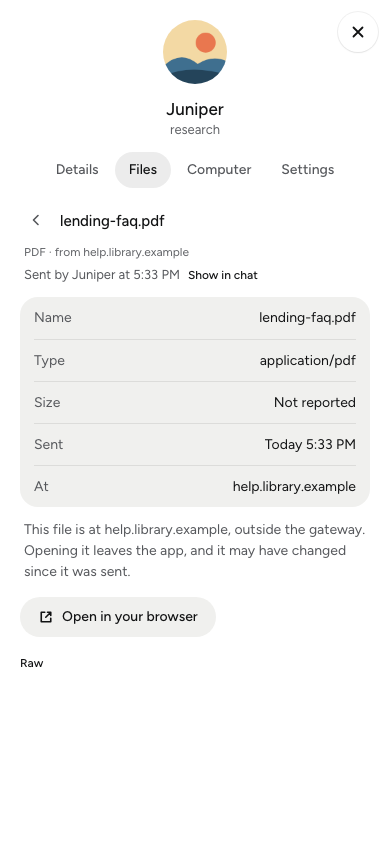 Juniper
research
Details Files Computer Settings
lending-faq.pdf
PDF · from help.library.example
Sent by Juniper at 5:33 PM Show in chat
Name lending-faq.pdf
Type application/pdf
Size Not reported
Sent Today 5:33 PM
At help.library.example
This file is at help.library.example, outside the gateway.
Opening it leaves the app, and it may have changed
since it was sent.
Open in your browser
Raw